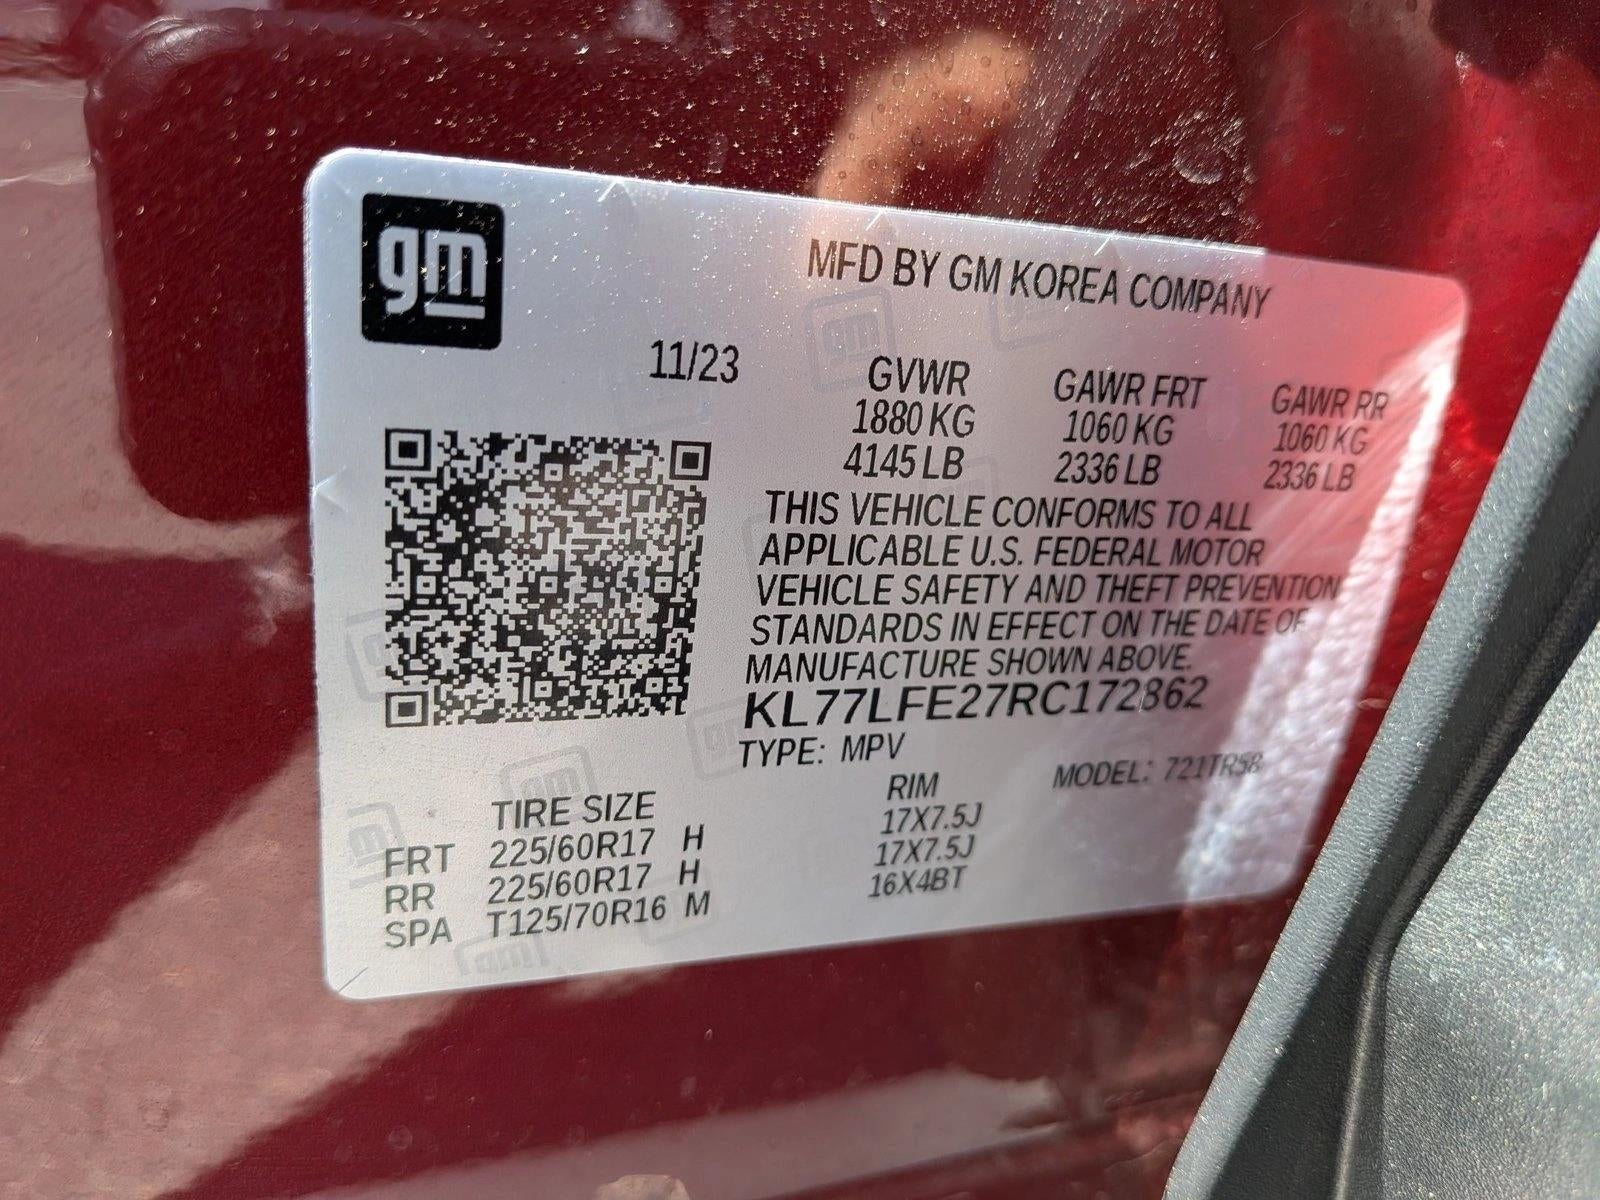 gm
MFD BY GM KOREA COMPANY
11/23
GVWR GAWR FRT GAWR RR
1880 KG 1060 KG 1060 KG
4145 LB 2336 LB 2336 LB
THIS VEHICLE CONFORMS TO ALL
APPLICABLE U.S. FEDERAL MOTOR
VEHICLE SAFETY AND THEFT PREVENTION
STANDARDS IN EFFECT ON THE DATE OF
MANUFACTURE SHOWN ABOVE.
KL77LFE27RC172862
TYPE: MPV MODEL: 721TR58
TIRE SIZE RIM
FRT 225/60R17 H 17X7.5J
RR 225/60R17 H 17X7.5J
SPA T125/70R16 M 16X4BT